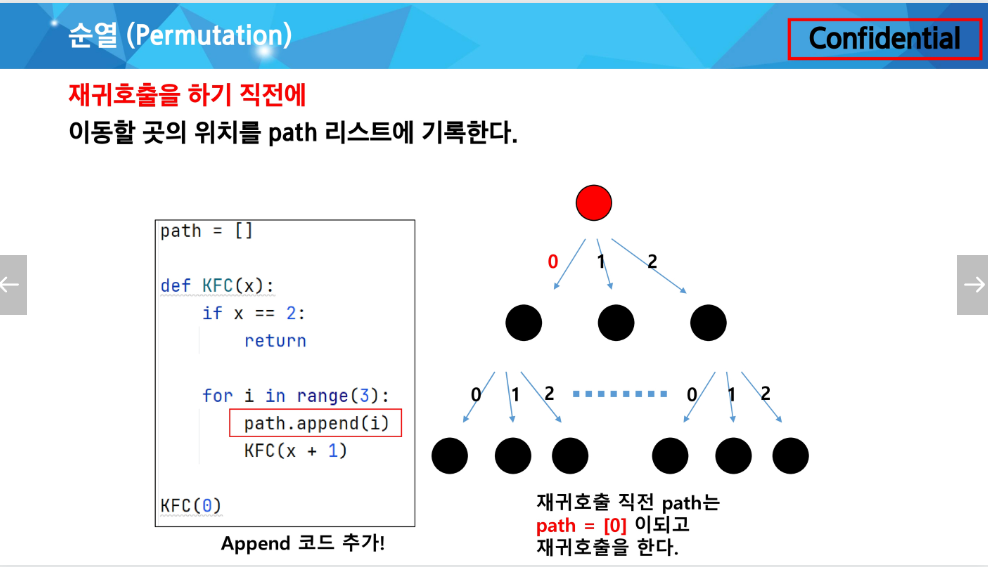 순열 (Permutation)
Confidential
재귀호출을 하기 직전에
이동할 곳의 위치를 path 리스트에 기록한다.
path = []
def KFC(x):
if x == 2:
return
for i in range(3):
path.append(i)
KFC(x + 1)
KFC(0)
Append 코드 추가!
0 1 2
0 1 2 0 1 2
재귀호출 직전 path는
path = [0] 이되고
재귀호출을 한다.